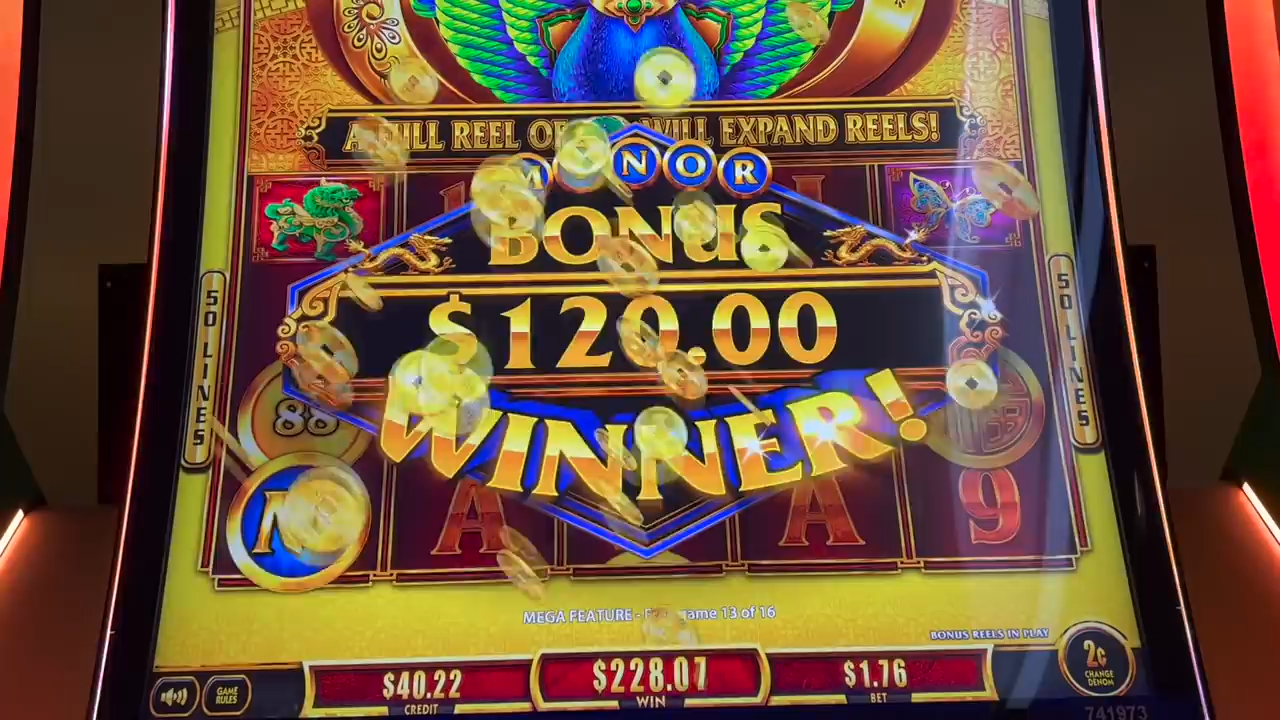 A FULL REEL OF WILL EXPAND REELS!
NOR
BONUS
$120.00
WINNER!
50 LINES
50 LINES
88
A
A
9
MEGA FEATURE - game 13 of 16
BONUS REELS IN PLAY
2¢
CHANGE
DENOM
GAME
RULES
$40.22
CREDIT
$228.07
WIN
$1.76
BET
741973